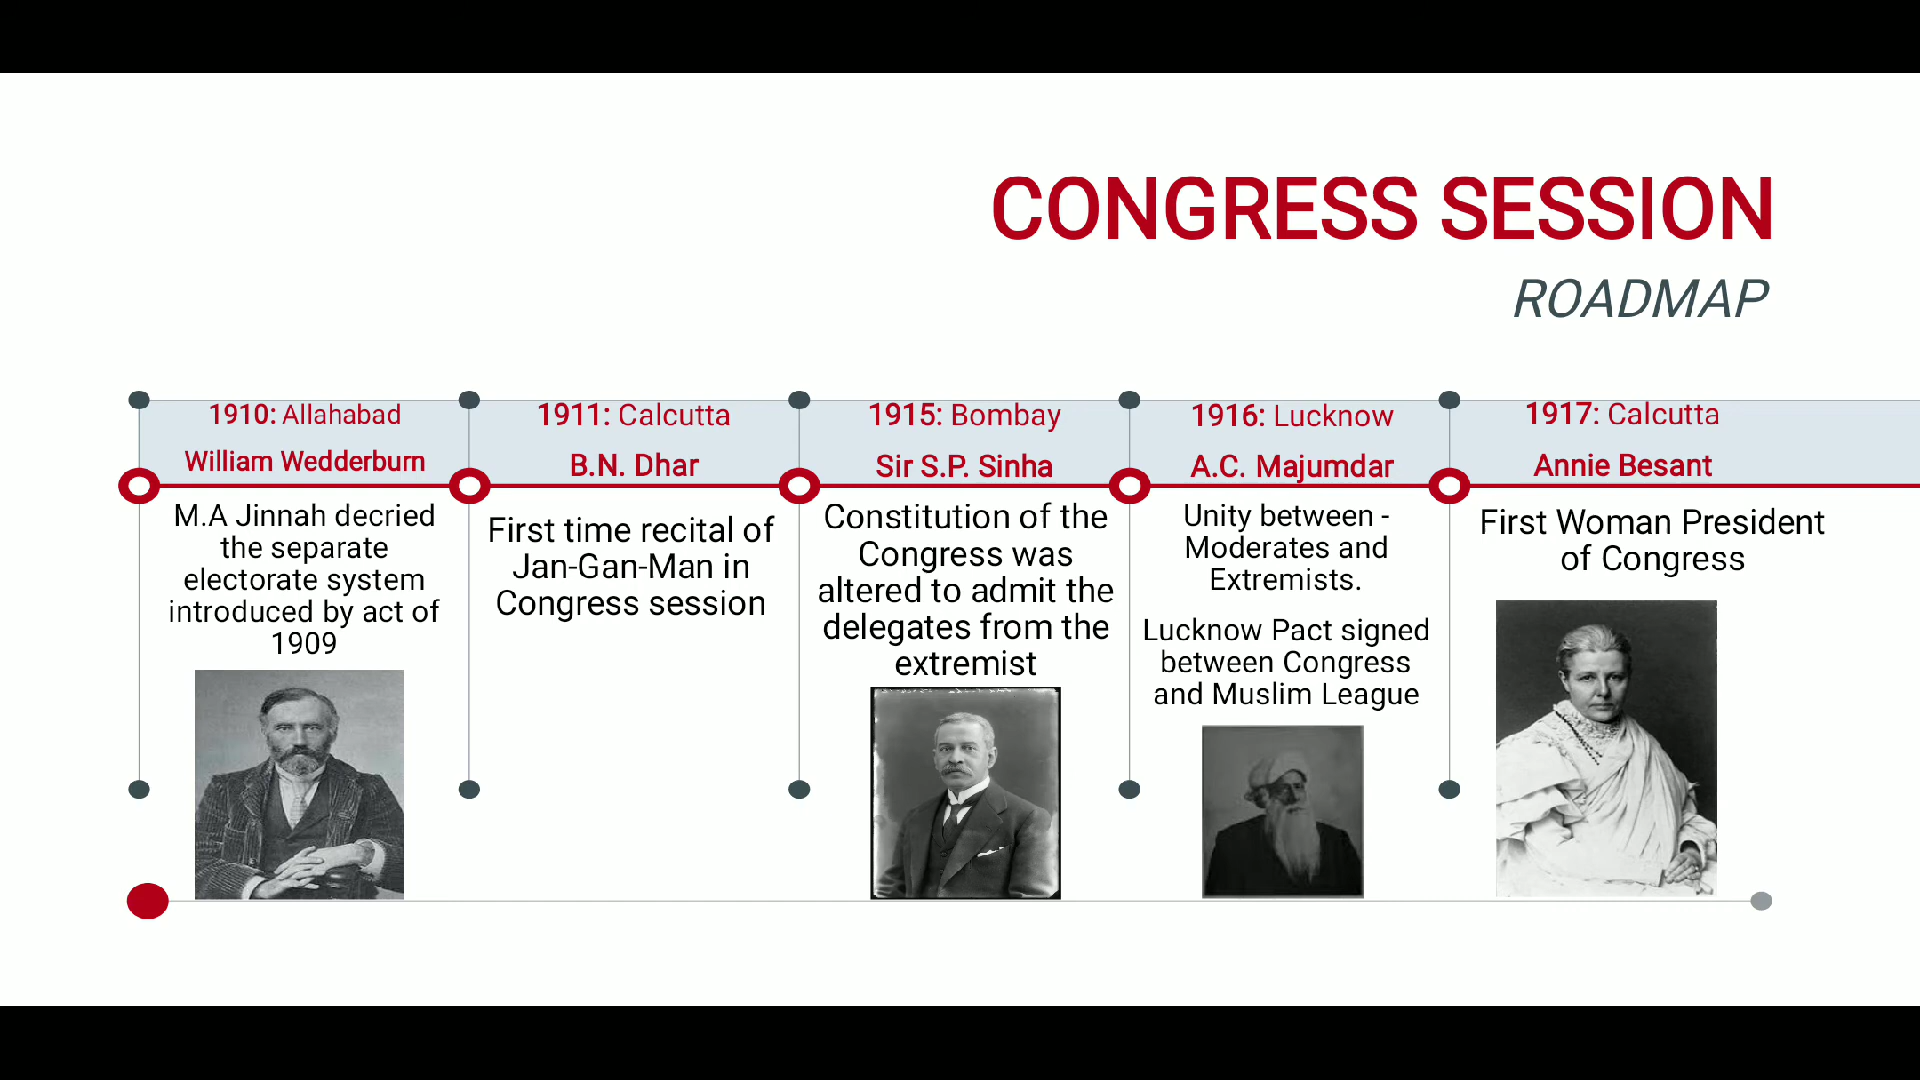 CONGRESS SESSION
ROADMAP
1910: Allahabad
William Wedderburn
M.A Jinnah decried
the separate
electorate system
introduced by act of
1909
1911: Calcutta
B.N. Dhar
First time recital of
Jan-Gan-Man in
Congress session
1915: Bombay
Sir S.P. Sinha
Constitution of the
Congress was
altered to admit the
delegates from the
extremist
1916: Lucknow
A.C. Majumdar
Unity between -
Moderates and
Extremists.
Lucknow Pact signed
between Congress
and Muslim League
1917: Calcutta
Annie Besant
First Woman President
of Congress